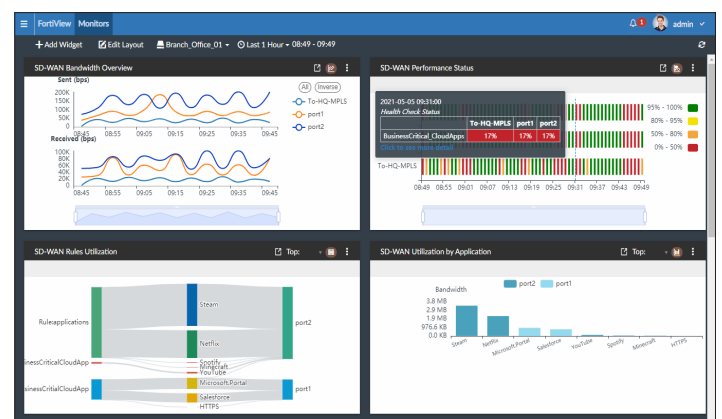 FortiView Monitors
1 admin
+ Add Widget Edit Layout Branch_Office_01 Last 1 Hour 08:49 - 09:49
SD-WAN Bandwidth Overview
Sent (bps)
200K
150K
100K
50K
0
08:45 08:55 09:05 09:15 09:25 09:35 09:45
All Inverse
To-HQ-MPLS
port1
port2
Received (bps)
100K
80K
60K
40K
20K
0
08:45 08:55 09:05 09:15 09:25 09:35 09:45
SD-WAN Performance Status
2021-05-05 09:31:00
Health Check Status
To-HQ-MPLS port1 port2
BusinessCritical_CloudApps 17% 17% 17%
Click to see more detail
To-HQ-MPLS
08:49 08:55 09:01 09:07 09:13 09:19 09:25 09:31 09:37 09:43 09:49
95% - 100%
80% - 95%
50% - 80%
0% - 50%
SD-WAN Rules Utilization
Top:
Rulesapplications
inessCriticalCloudApp
sinessCritialCloudApp
Steam
Netflix
Spotify
Minecraft
YouTube
Microsoft.Portal
Salesforce
HTTPS
port2
port1
SD-WAN Utilization by Application
Top:
Bandwidth
port2 port1
3.8 MB
2.9 MB
1.9 MB
976.6 KB
0.0 KB
Steam Netflix Microsoft.Portal Salesforce YouTube Spotify Minecraft HTTPS